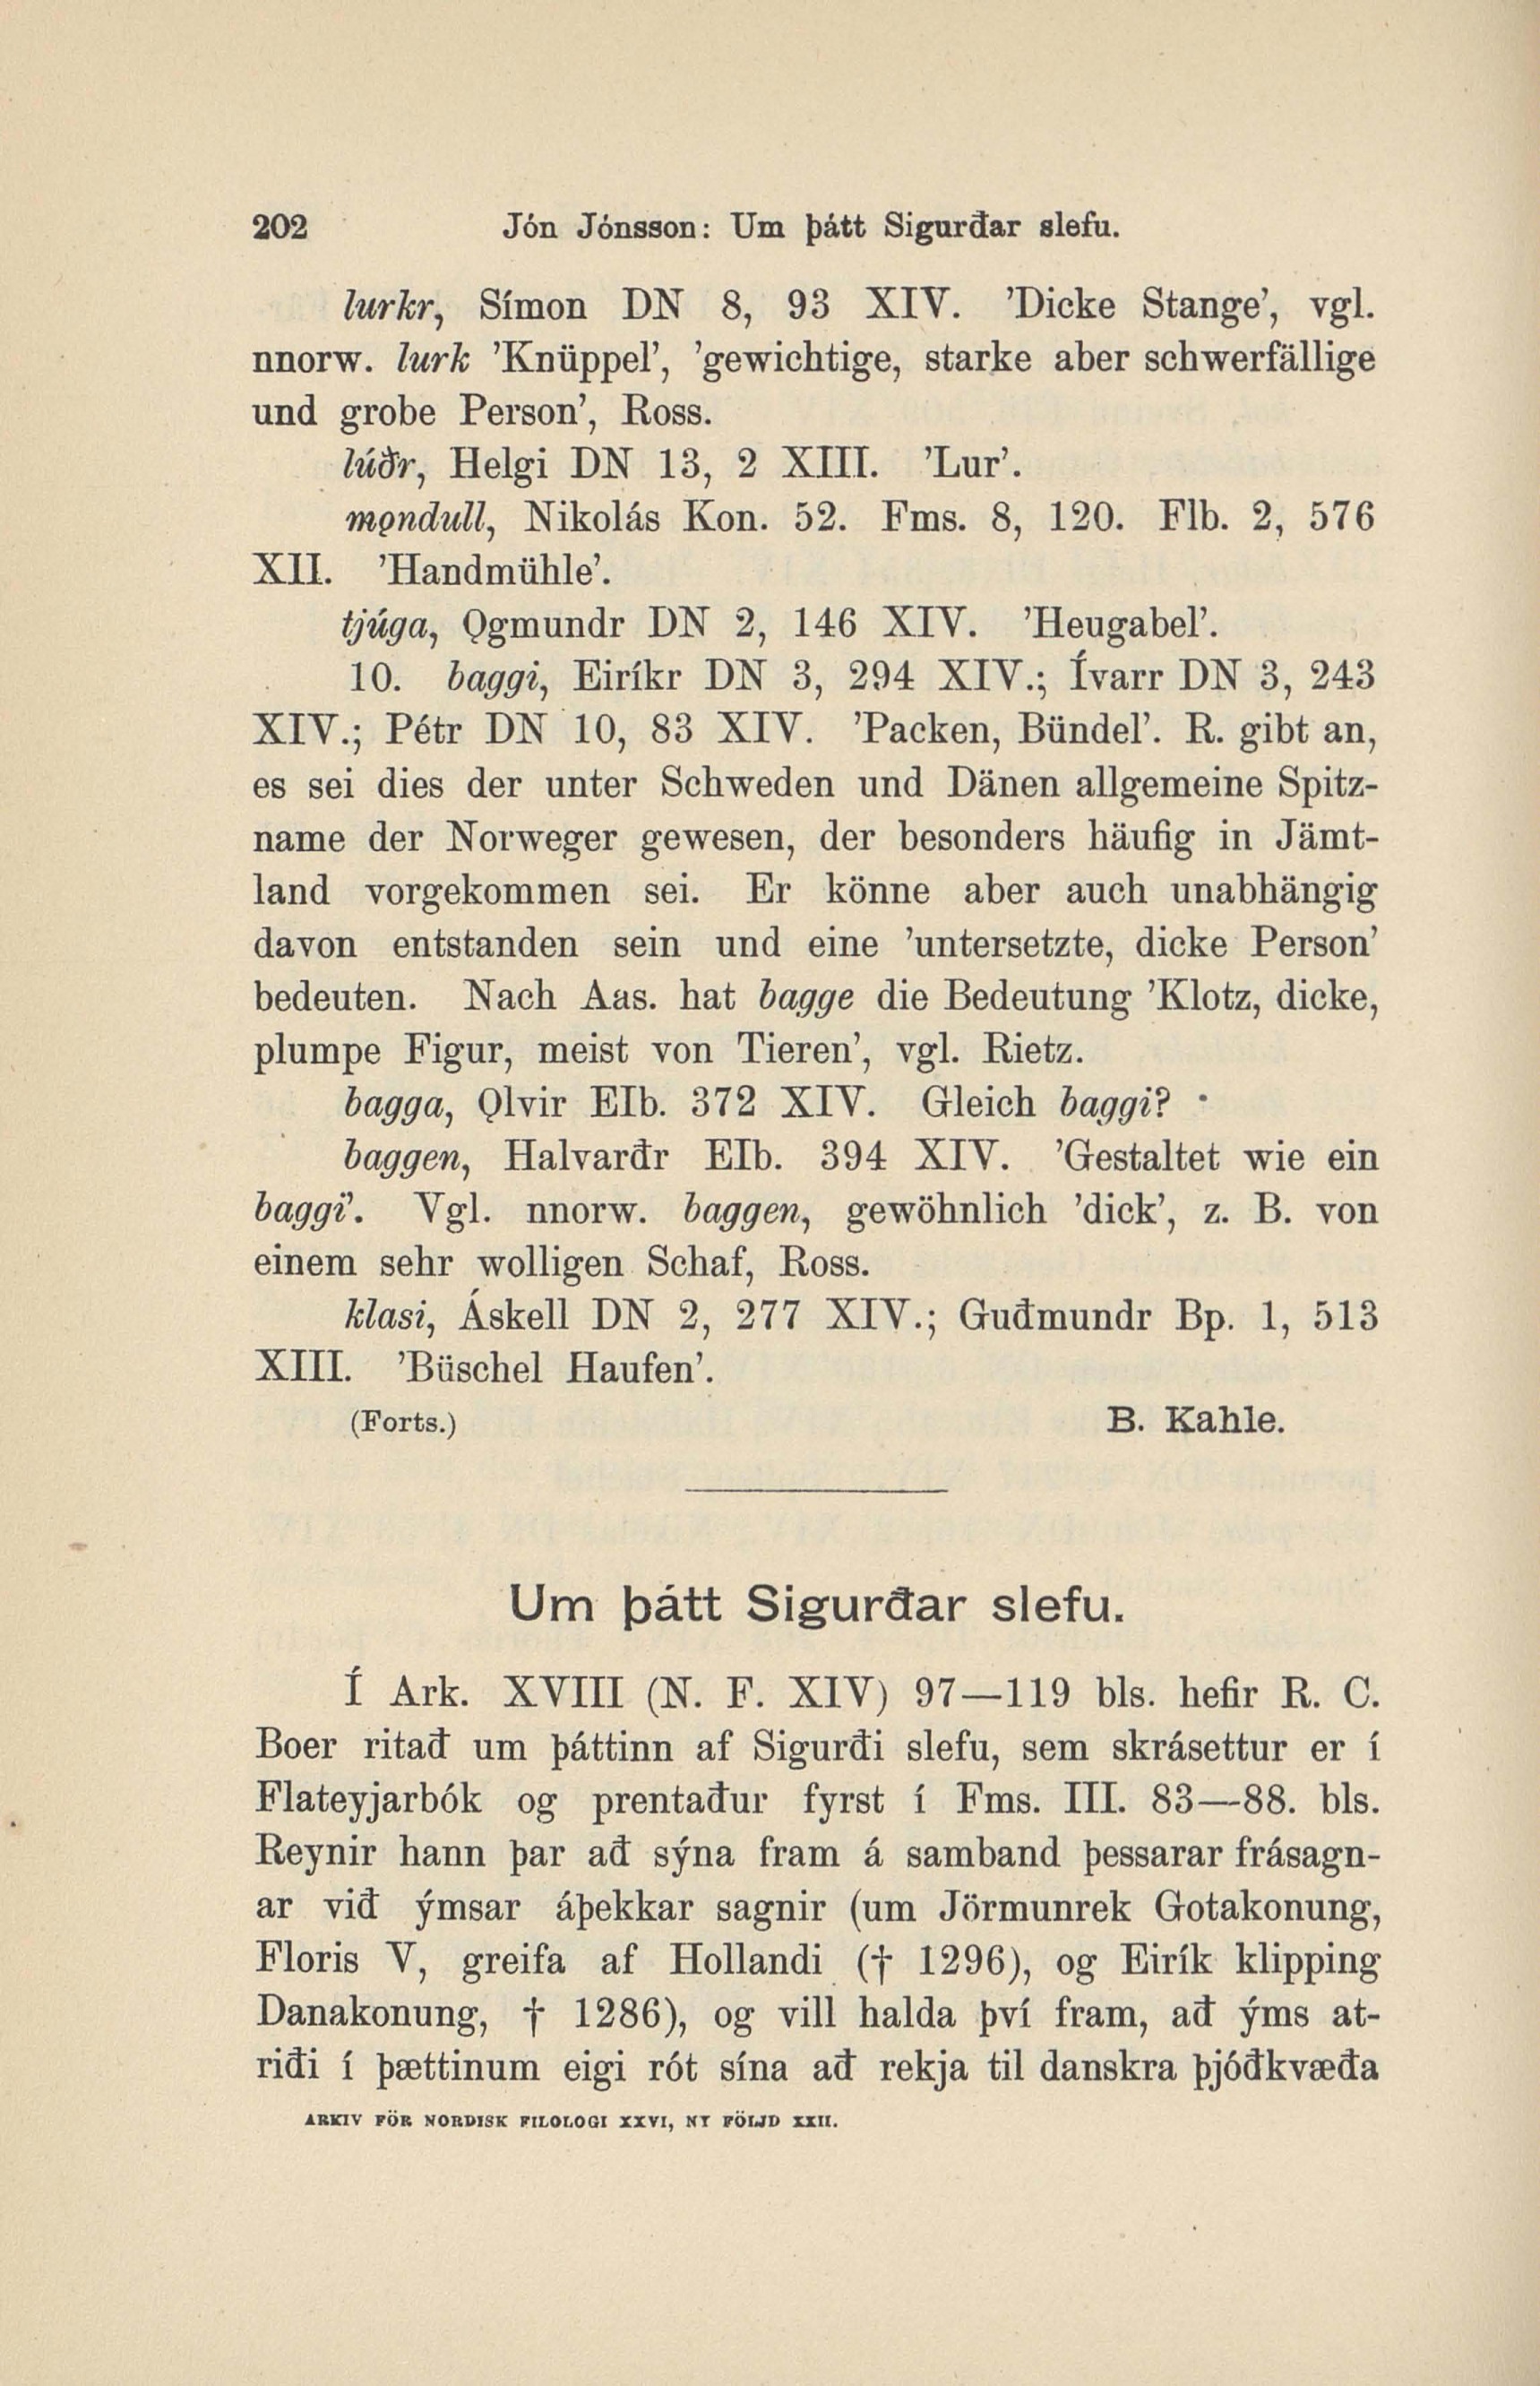 202 Jón Jónsson: Um þátt Sigurðar slefu.
lurkr, Símon DN 8, 93 XIV. ’Dicke Stange’, vgl.
nnorw. lurk ’Knüppel’, ’gewichtige, starke aber schwerfällige
und grobe Person’, Ross.
lúðr, Helgi DN 13, 2 XIII. ’Lur’.
mǫndull, Nikolás Kon. 52. Fms. 8, 120. Flb. 2, 576
XII. ’Handmühle’.
tjúga, Ǫgmundr DN 2, 146 XIV. ’Heugabel’.
10. baggi, Eiríkr DN 3, 294 XIV.; Ívarr DN 3, 243
XIV.; Pétr DN 10, 83 XIV. ’Packen, Bündel’. R. gibt an,
es sei dies der unter Schweden und Dänen allgemeine Spitz-
name der Norweger gewesen, der besonders häufig in Jämt-
land vorgekommen sei. Er könne aber auch unabhängig
davon entstanden sein und eine ’untersetzte, dicke Person’
bedeuten. Nach Aas. hat bagge die Bedeutung ’Klotz, dicke,
plumpe Figur, meist von Tieren’, vgl. Rietz.
bagga, Ǫlvir EIb. 372 XIV. Gleich baggi?
baggen, Halvarðr EIb. 394 XIV. ’Gestaltet wie ein
baggi’. Vgl. nnorw. baggen, gewöhnlich ’dick’, z. B. von
einem sehr wolligen Schaf, Ross.
klasi, Áskell DN 2, 277 XIV.; Guðmundr Bp. 1, 513
XIII. ’Büschel Haufen’.
(Forts.) B. Kahle.
Um þátt Sigurðar slefu.
Í Ark. XVIII (N. F. XIV) 97—119 bls. hefir R. C.
Boer ritað um þáttinn af Sigurði slefu, sem skrásettur er í
Flateyjarbók og prentaður fyrst í Fms. III. 83—88. bls.
Reynir hann þar að sýna fram á samband þessarar frásagn-
ar við ýmsar áþekkar sagnir (um Jörmunrek Gotakonung,
Floris V, greifa af Hollandi († 1296), og Eirík klipping
Danakonung, † 1286), og vill halda því fram, að ýms at-
riði í þættinum eigi rót sína að rekja til danskra þjóðkvæða
ARKIV FÖR NORDISK FILOLOGI XXVI, NY FÖLJD XXII.